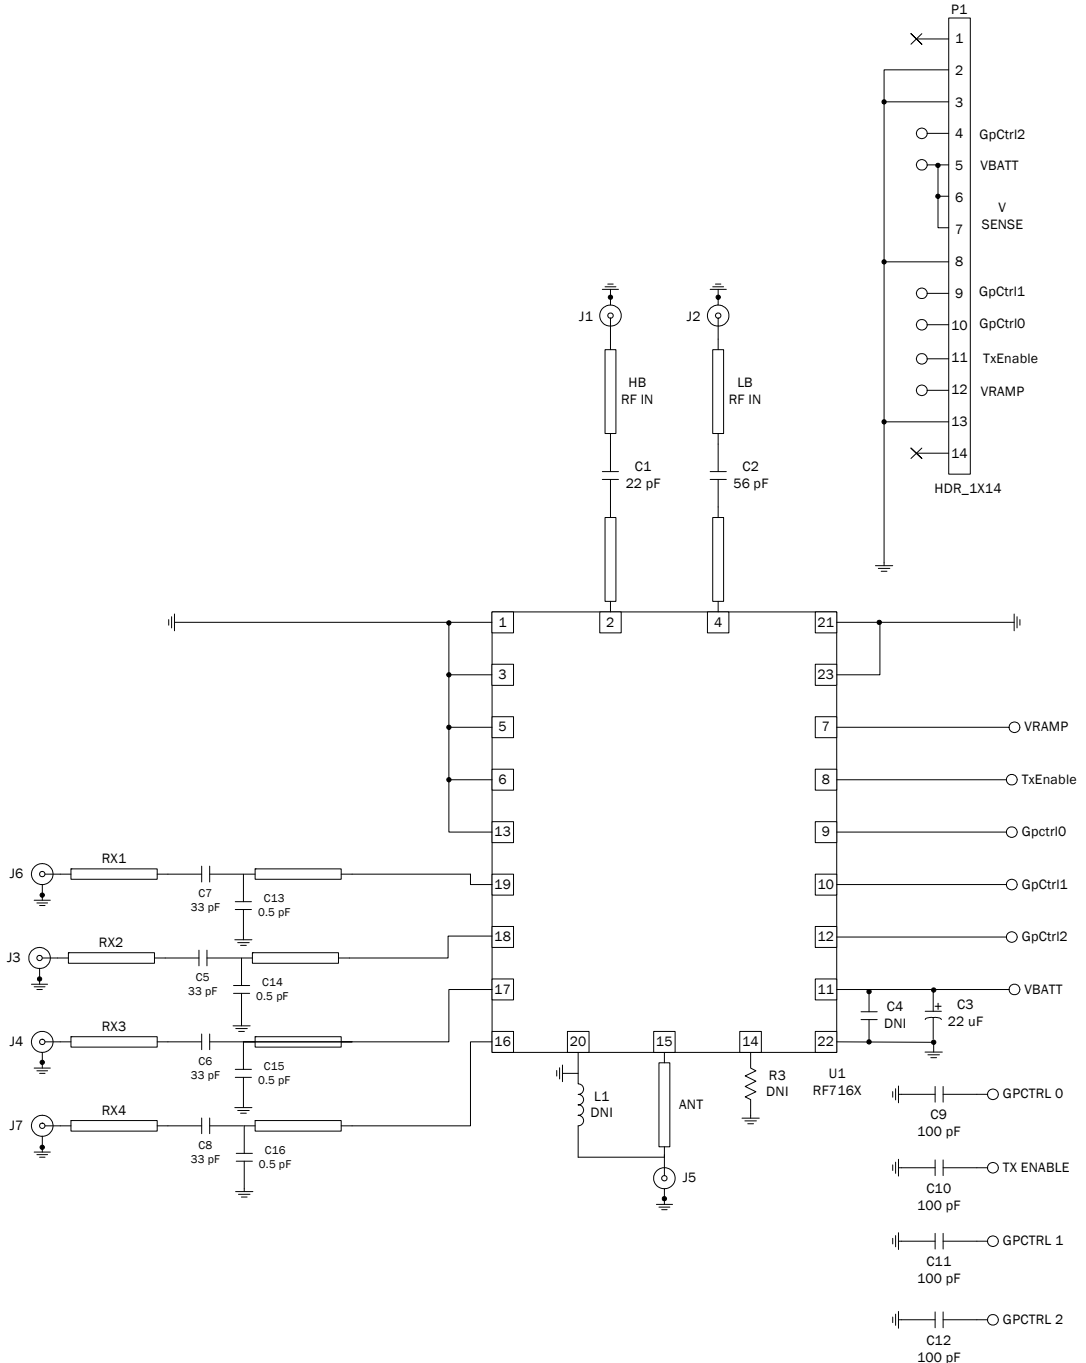 P1
1
2
3
4 GpCtrl2
5 VBATT
6
V
7 SENSE
8
9 GpCtrl1
10 GpCtrl0
11 TxEnable
12 VRAMP
13
14
HDR_1X14
J1
HB
RF IN
C1
22 pF
J2
LB
RF IN
C2
56 pF
1
2
4
21
3
23
5
7 VRAMP
6
8 TxEnable
13
9 Gpctrl0
19
10 GpCtrl1
18
12 GpCtrl2
17
11 VBATT
16
20
15
14
22
C4
DNI
+
C3
22 uF
U1
RF716X
R3
DNI
L1
DNI
ANT
J5
J6
RX1
C7
33 pF
C13
0.5 pF
J3
RX2
C5
33 pF
C14
0.5 pF
J4
RX3
C6
33 pF
C15
0.5 pF
J7
RX4
C8
33 pF
C16
0.5 pF
GPCTRL 0
C9
100 pF
TX ENABLE
C10
100 pF
GPCTRL 1
C11
100 pF
GPCTRL 2
C12
100 pF